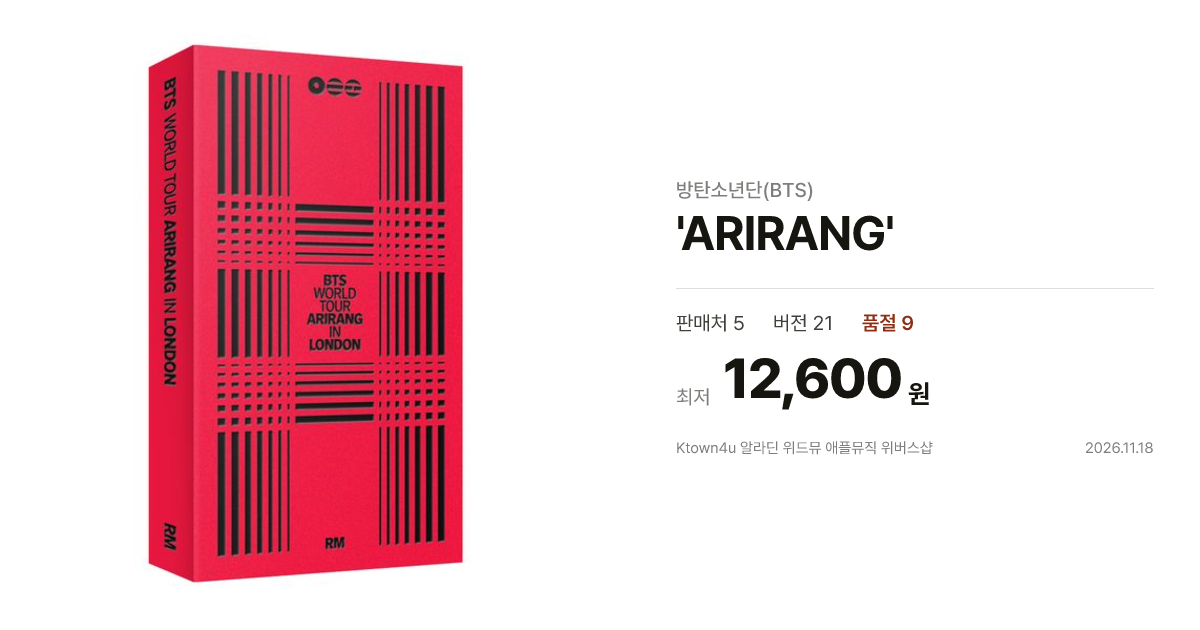 BTS WORLD TOUR ARIRANG IN LONDON
RM
BTS
WORLD
TOUR
ARIRANG
IN
LONDON
RM
방탄소년단(BTS)
'ARIRANG'
판매처 5 버전 21 품절 9
최저 12,600 원
Ktown4u 알라딘 위드뮤 애플뮤직 위버스샵 2026.11.18